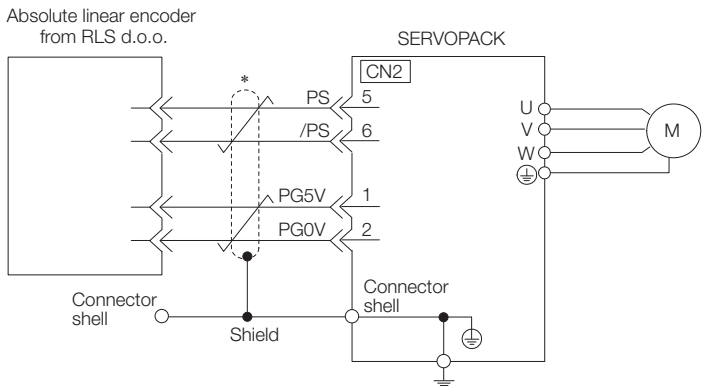 Absolute linear encoder
from RLS d.o.o.
SERVOPACK
CN2
*
PS 5
/PS 6
PG5V 1
PG0V 2
U
V
W
M
Connector
shell
Shield
Connector
shell